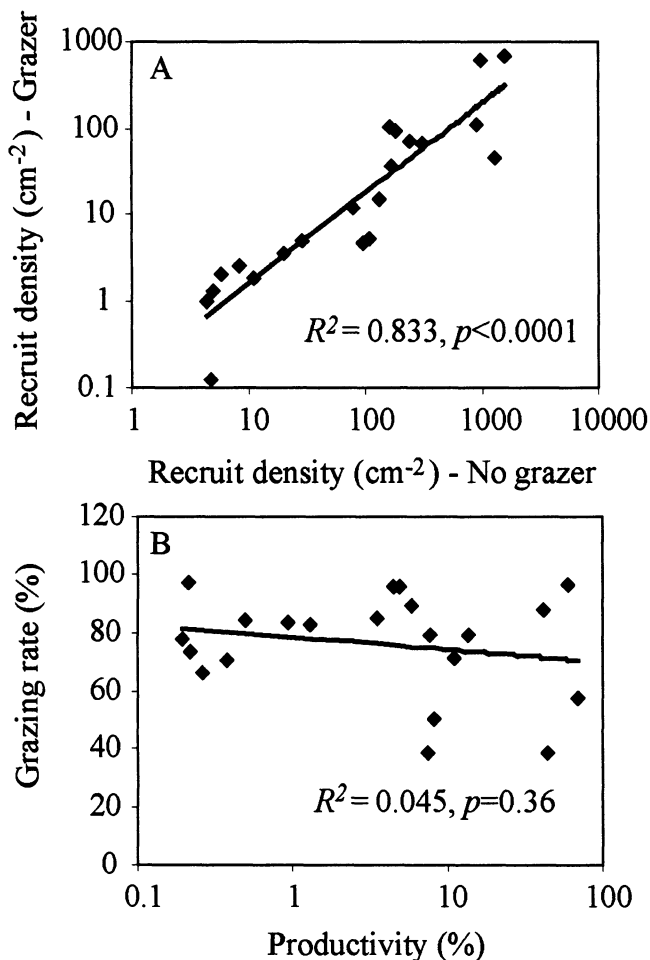 Recruit density (cm-2) - Grazer
1000
100
10
1
0.1
A
R2 = 0.833, p<0.0001
1 10 100 1000 10000
Recruit density (cm-2) - No grazer
Grazing rate (%)
120
100
80
60
40
20
0
B
R2 = 0.045, p=0.36
0.1 1 10 100
Productivity (%)